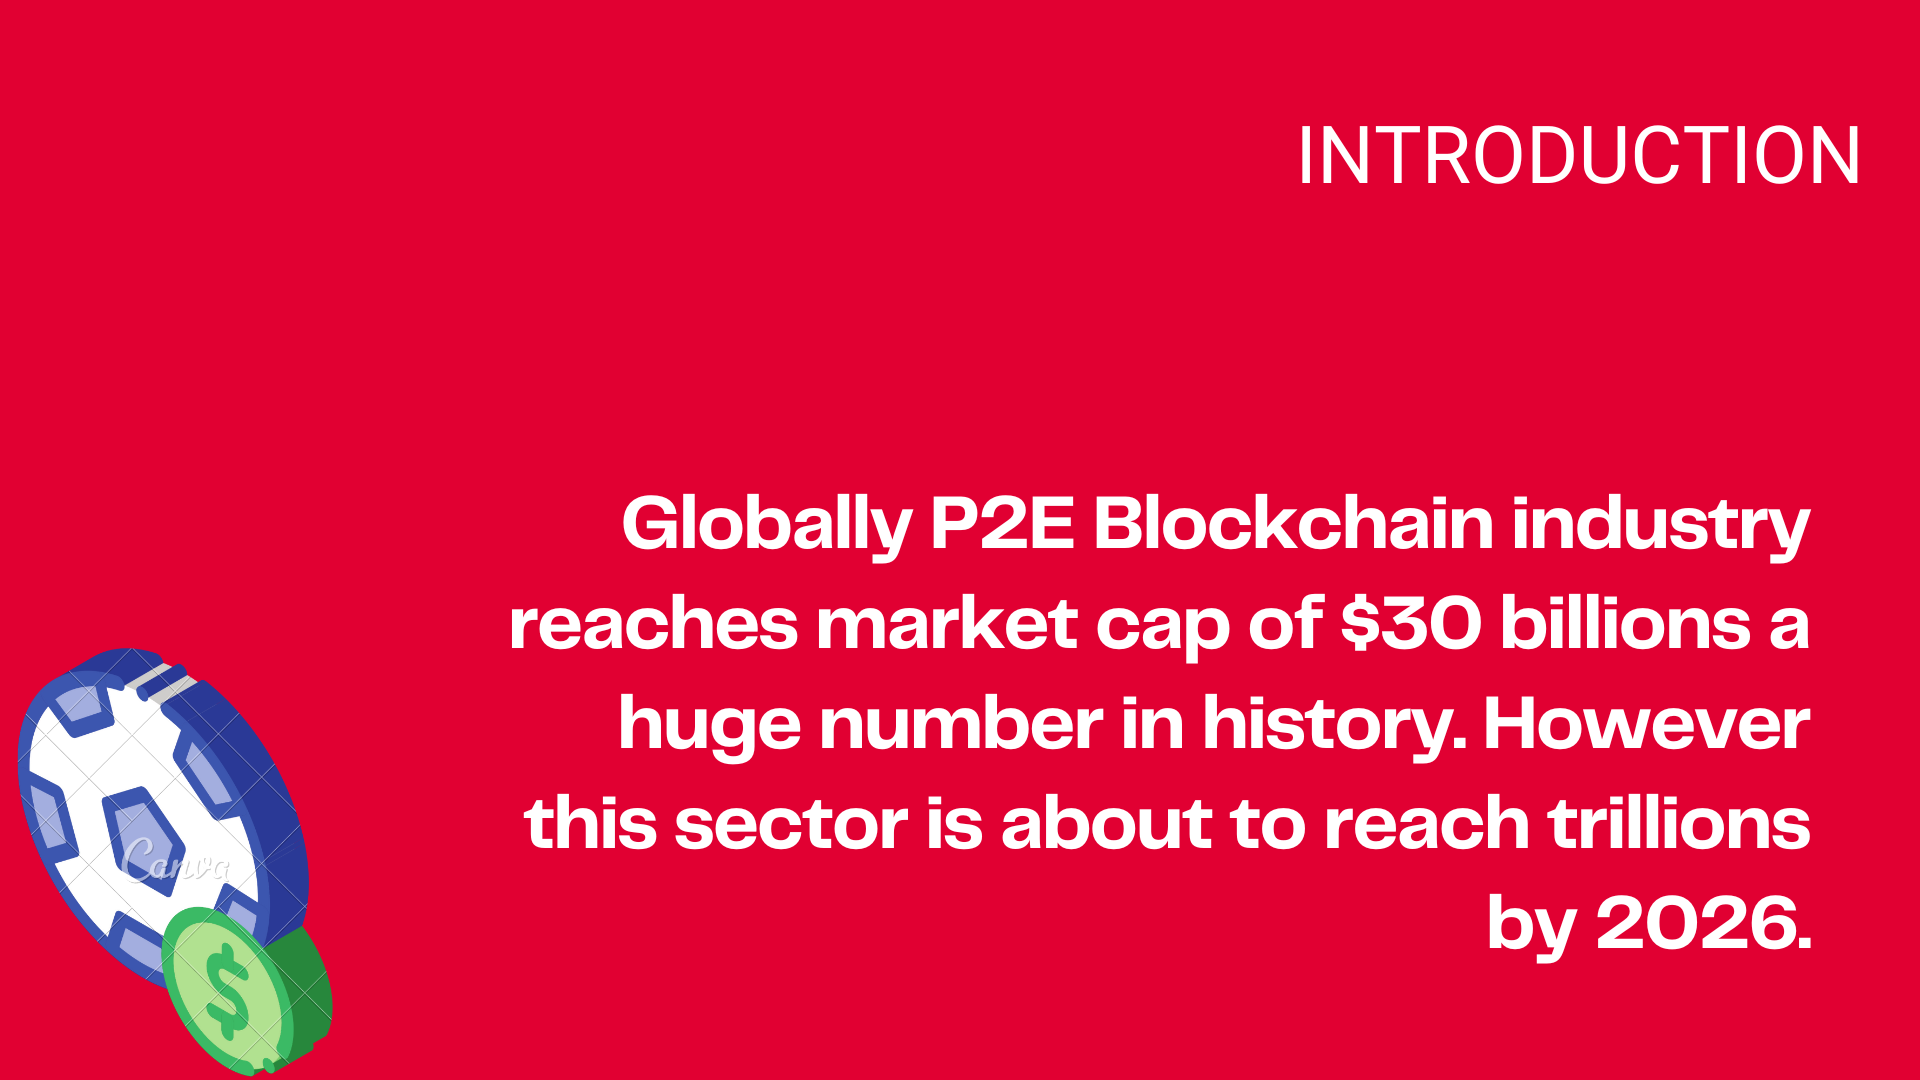 INTRODUCTION
Globally P2E Blockchain industry
reaches market cap of $30 billions a
huge number in history. However
this sector is about to reach trillions
by 2026.
Canva
$